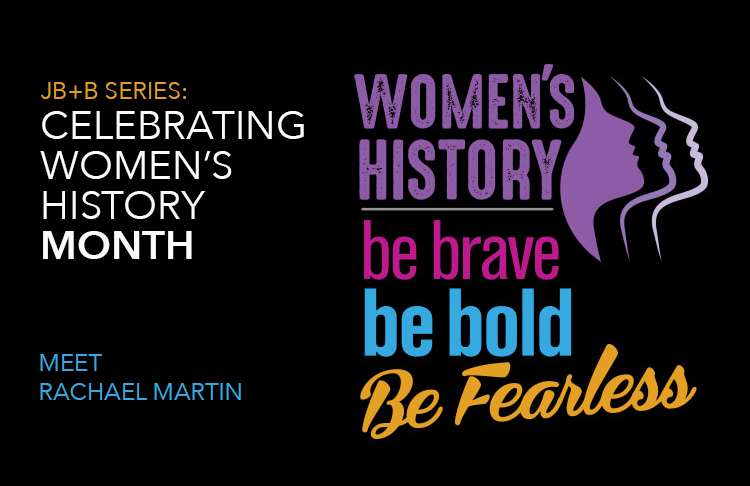 JB+B SERIES:
CELEBRATING
WOMEN’S
HISTORY
MONTH
MEET
RACHAEL MARTIN
WOMEN’S
HISTORY
be brave
be bold
Be Fearless